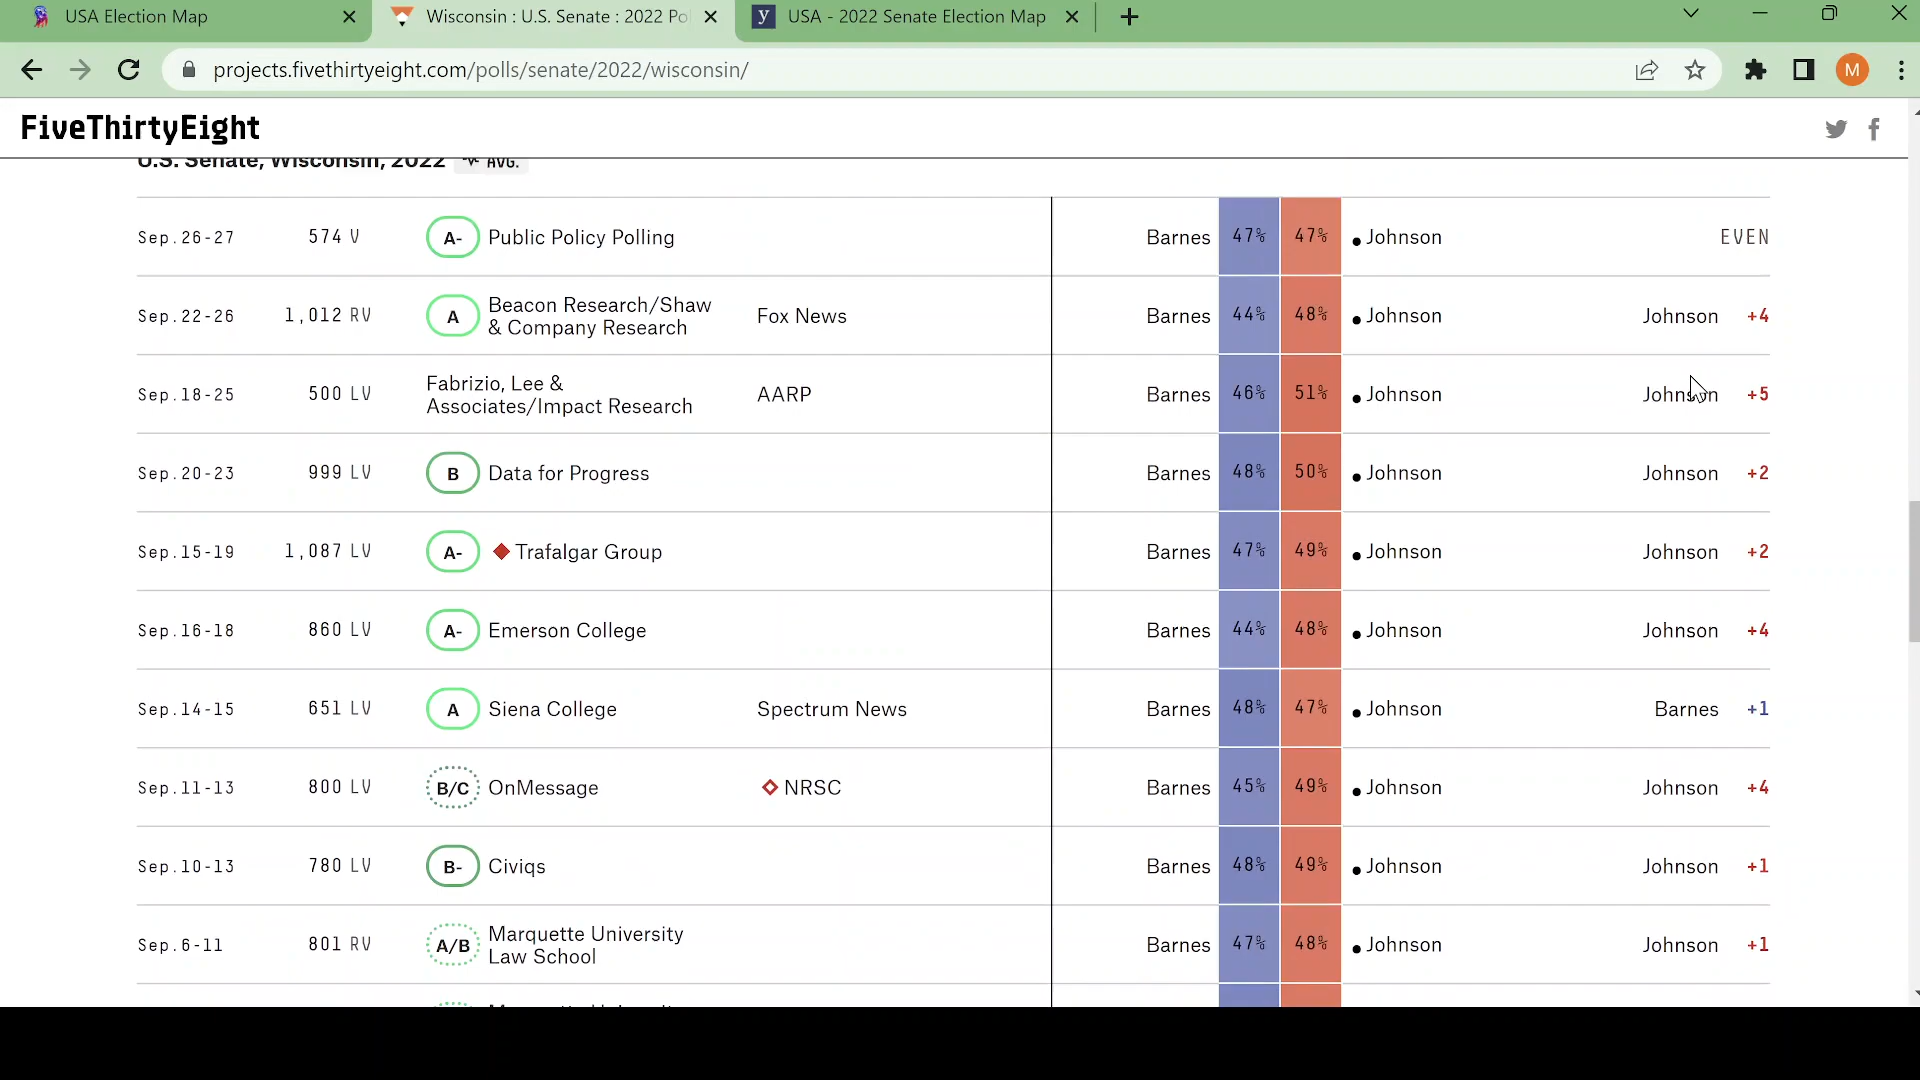 USA Election Map
Wisconsin : U.S. Senate : 2022 Po
USA - 2022 Senate Election Map
projects.fivethirtyeight.com/polls/senate/2022/wisconsin/
M
FiveThirtyEight
U.S. Senate, Wisconsin, 2022 AVG.
Sep.26-27 574 V A- Public Policy Polling Barnes 47% 47% Johnson EVEN
Sep.22-26 1,012 RV A Beacon Research/Shaw
& Company Research Fox News Barnes 44% 48% Johnson Johnson +4
Sep.18-25 500 LV Fabrizio, Lee &
Associates/Impact Research AARP Barnes 46% 51% Johnson Johnson +5
Sep.20-23 999 LV B Data for Progress Barnes 48% 50% Johnson Johnson +2
Sep.15-19 1,087 LV A- Trafalgar Group Barnes 47% 49% Johnson Johnson +2
Sep.16-18 860 LV A- Emerson College Barnes 44% 48% Johnson Johnson +4
Sep.14-15 651 LV A Siena College Spectrum News Barnes 48% 47% Johnson Barnes +1
Sep.11-13 800 LV B/C OnMessage NRSC Barnes 45% 49% Johnson Johnson +4
Sep.10-13 780 LV B- Civiqs Barnes 48% 49% Johnson Johnson +1
Sep.6-11 801 RV A/B Marquette University
Law School Barnes 47% 48% Johnson Johnson +1